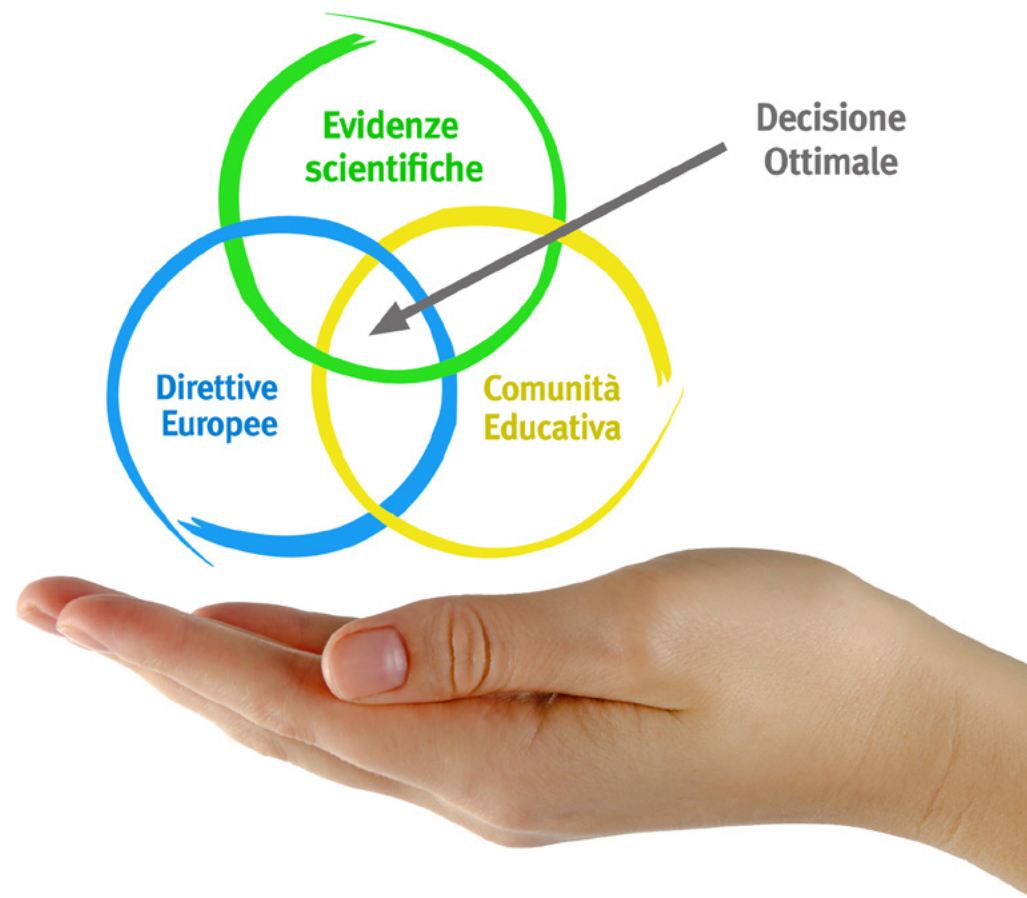 Evidenze
scientifiche
Decisione
Ottimale
Direttive
Europee
Comunità
Educativa